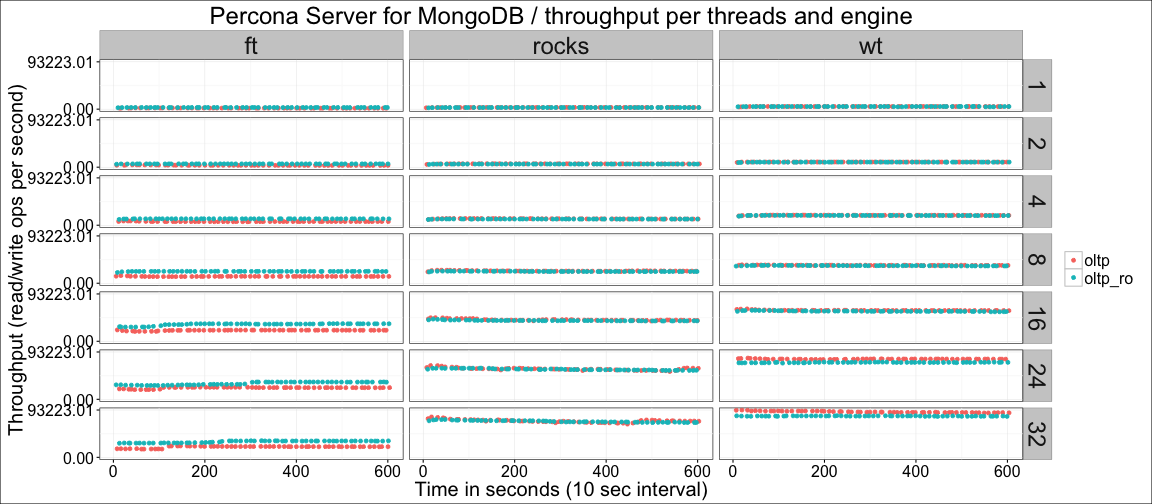 Percona Server for MongoDB / throughput per threads and engine
ft
rocks
wt
Throughput (read/write ops per second)
93223.01
0.00
1
93223.01
0.00
2
93223.01
0.00
4
93223.01
0.00
8
93223.01
0.00
16
93223.01
0.00
24
93223.01
0.00
32
0 200 400 600 0 200 400 600 0 200 400 600
Time in seconds (10 sec interval)
oltp
oltp_ro